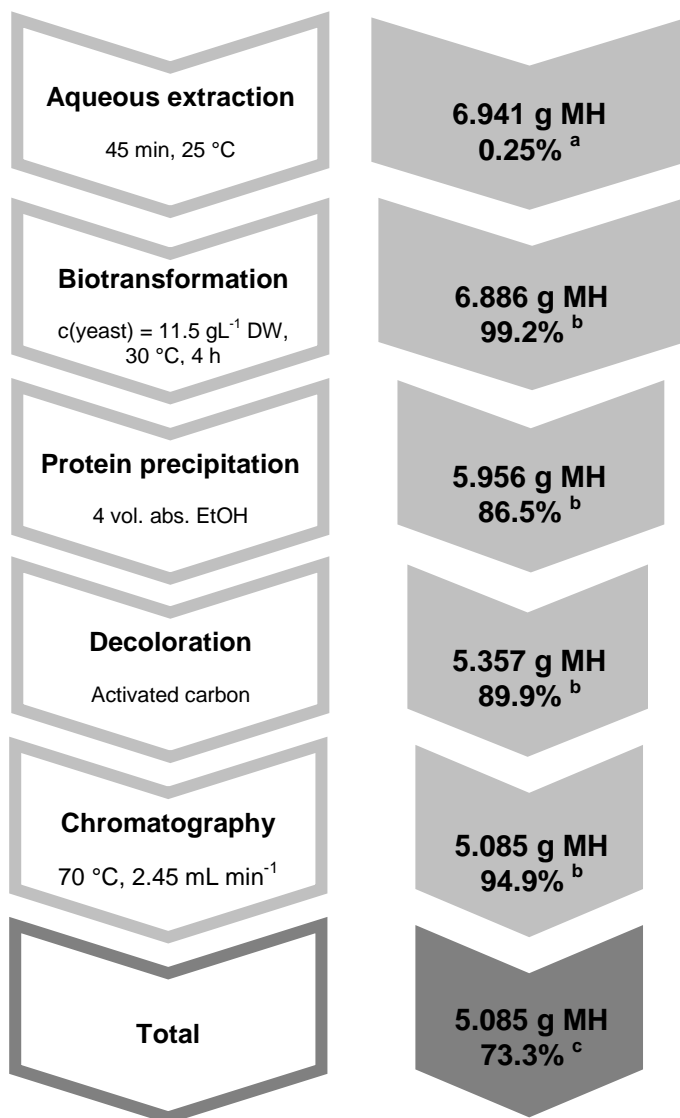 Aqueous extraction
45 min, 25 °C
6.941 g MH
0.25% ᵃ
Biotransformation
c(yeast) = 11.5 gL⁻¹ DW,
30 °C, 4 h
6.886 g MH
99.2% ᵇ
Protein precipitation
4 vol. abs. EtOH
5.956 g MH
86.5% ᵇ
Decoloration
Activated carbon
5.357 g MH
89.9% ᵇ
Chromatography
70 °C, 2.45 mL min⁻¹
5.085 g MH
94.9% ᵇ
Total
5.085 g MH
73.3% ᶜ